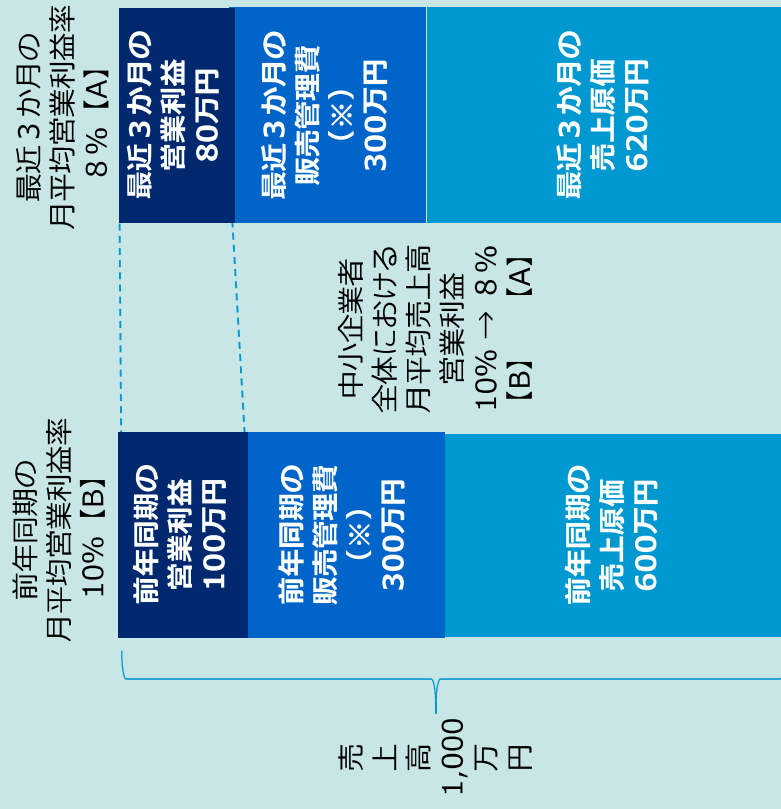 売
上
高
1,000
万
円
前年同期の
月平均営業利益率
10%【B】
前年同期の
営業利益
100万円
前年同期の
販売管理費
（※）
300万円
前年同期の
売上原価
600万円
中小企業者
全体における
月平均売上高
営業利益
10% → 8%
【B】 【A】
最近３か月の
月平均営業利益率
8%【A】
最近３か月の
営業利益
80万円
最近３か月の
販売管理費
（※）
300万円
最近３か月の
売上原価
620万円